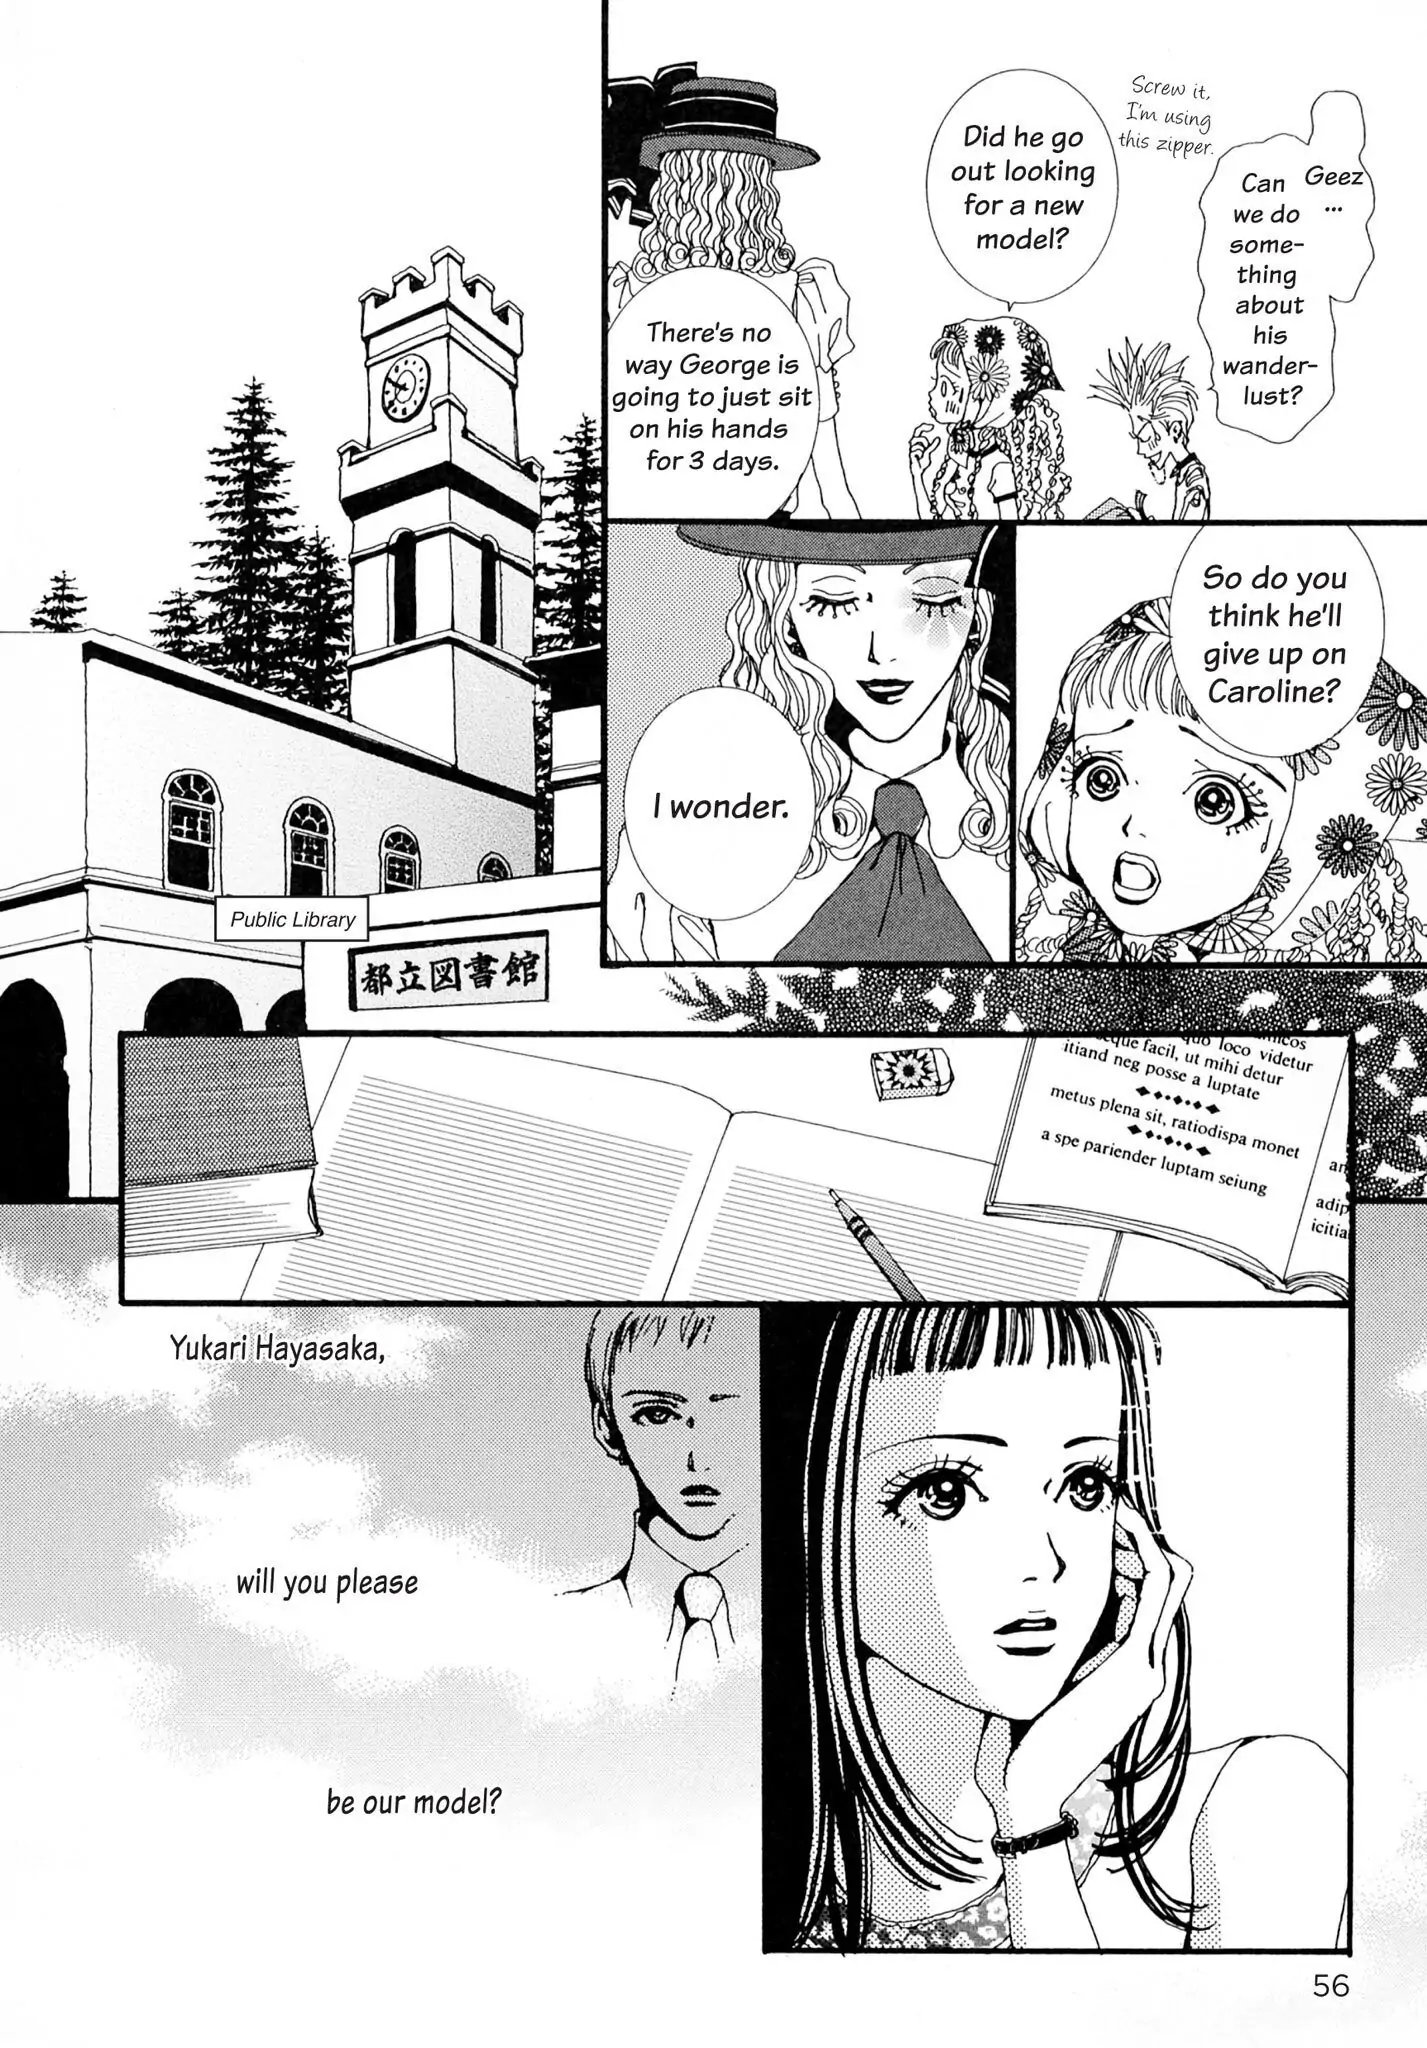 Geez
...
Can
we do
some-
thing
about
his
wander-
lust?
Screw it,
I'm using
this zipper.
Did he go
out looking
for a new
model?
There's no
way George is
going to just sit
on his hands
for 3 days.
So do you
think he'll
give up on
Caroline?
I wonder.
Public Library
都立図書館
quo loco videtur
eque facil, ut mihi detur
itiand neg posse a luptate
metus plena sit, ratiodispa monet
a spe pariender luptam seiung
adip
icitia
Yukari Hayasaka,
will you please
be our model?
56